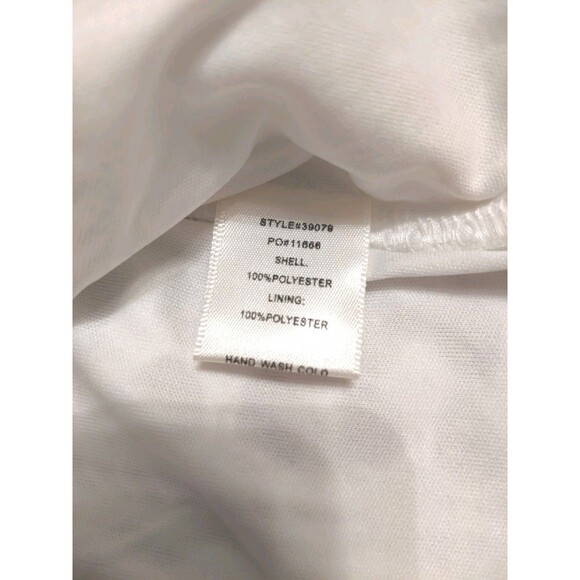 STYLE#39079
PO#11666
SHELL:
100%POLYESTER
LINING:
100%POLYESTER
HAND WASH COLD